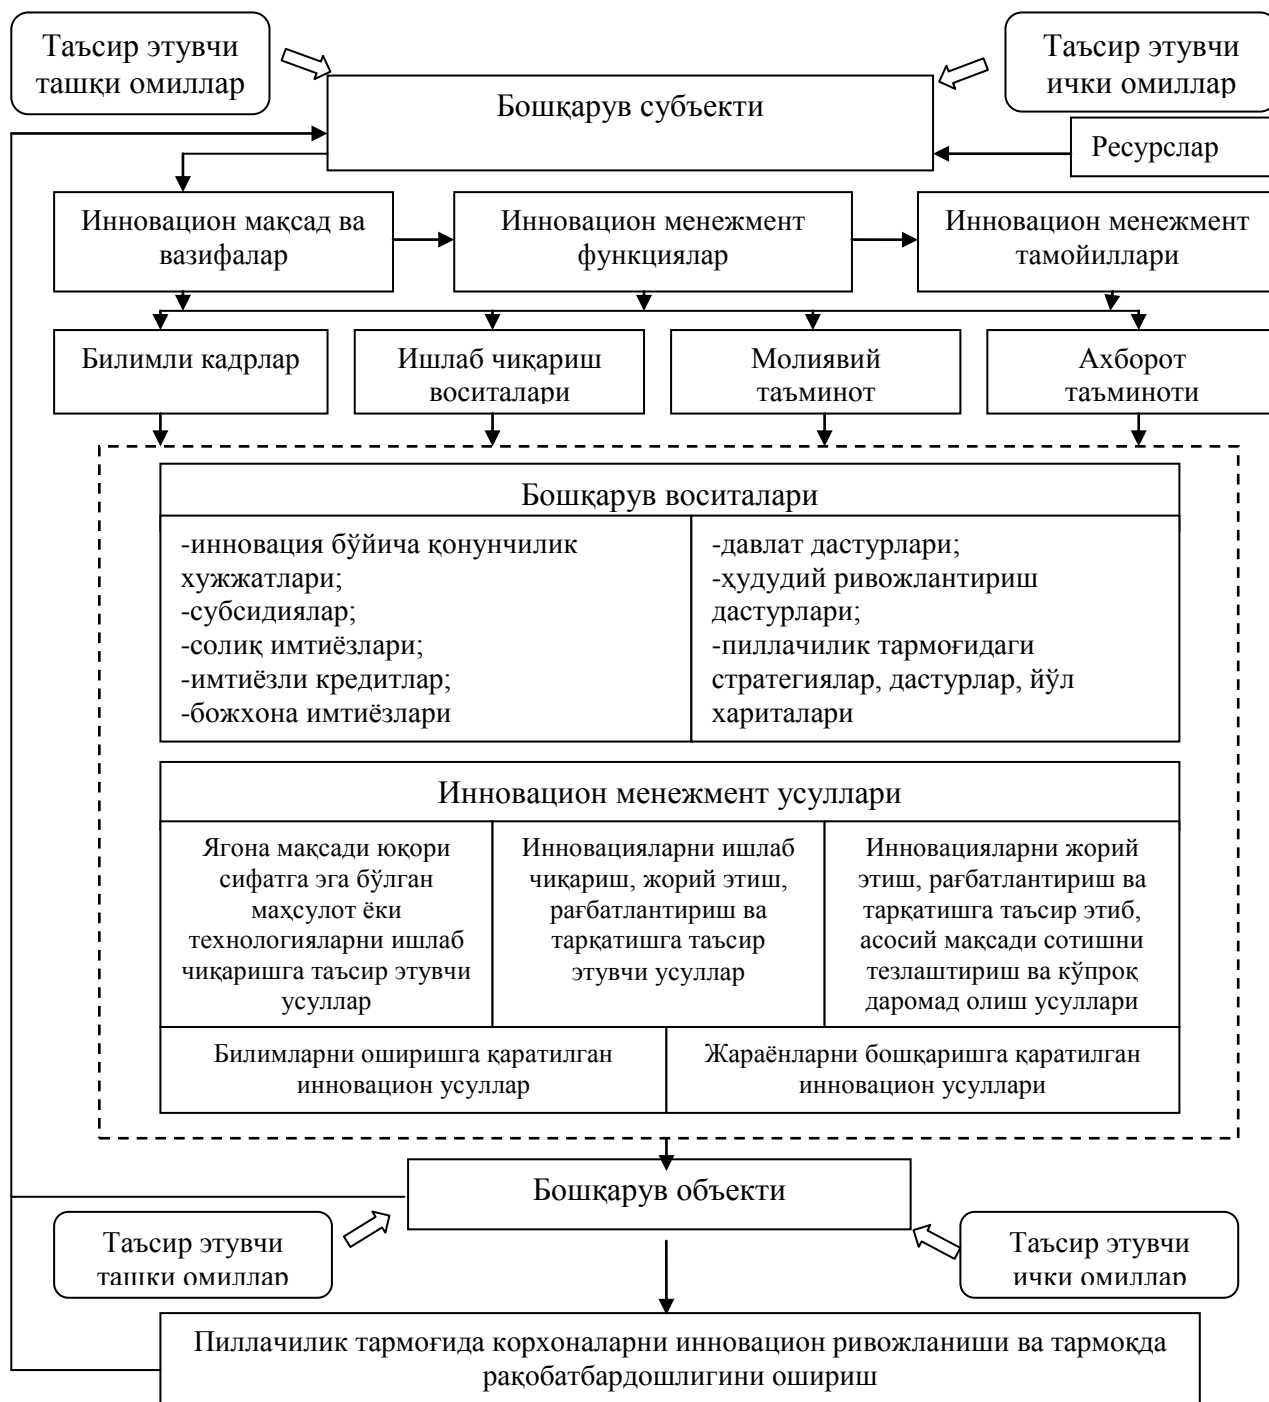 Таъсир этувчи
ташқи омиллар
Таъсир этувчи
ички омиллар
Бошқарув субъекти
Ресурслар
Инновацион мақсад ва
вазифалар
Инновацион менежмент
функциялар
Инновацион менежмент
тамойиллари
Билимли кадрлар
Ишлаб чиқариш
воситалари
Молиявий
таъминот
Ахборот
таъминоти
Бошқарув воситалари
-инновация бўйича қонунчилик
хужжатлари;
-субсидиялар;
-солиқ имтиёзлари;
-имтиёзли кредитлар;
-божхона имтиёзлари
-давлат дастурлари;
-ҳудудий ривожлантириш
дастурлари;
-пиллачилик тармоғидаги
стратегиялар, дастурлар, йўл
хариталари
Инновацион менежмент усуллари
Ягона мақсади юқори
сифатга эга бўлган
маҳсулот ёки
технологияларни ишлаб
чиқаришга таъсир этувчи
усуллар
Инновацияларни ишлаб
чиқариш, жорий этиш,
рағбатлантириш ва
тарқатишга таъсир
этувчи усуллар
Инновацияларни жорий
этиш, рағбатлантириш ва
тарқатишга таъсир этиб,
асосий мақсади сотишни
тезлаштириш ва кўпроқ
даромад олиш усуллари
Билимларни оширишга қаратилган
инновацион усуллар
Жараёнларни бошқаришга қаратилган
инновацион усуллари
Бошқарув объекти
Таъсир этувчи
ташқи омиллар
Таъсир этувчи
ички омиллар
Пиллачилик тармоғида корхоналарни инновацион ривожланиши ва тармоқда
рақобатбардошлигини ошириш